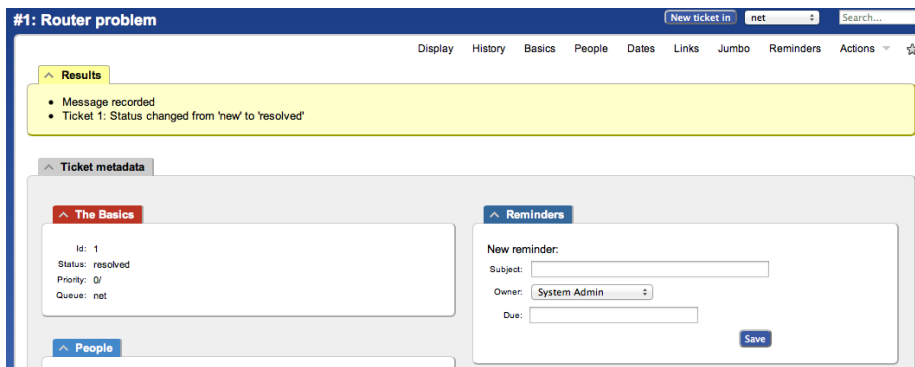 #1: Router problem
New ticket in net Search...
Display History Basics People Dates Links Jumbo Reminders Actions
Results
Message recorded
Ticket 1: Status changed from 'new' to 'resolved'
Ticket metadata
The Basics
Id: 1
Status: resolved
Priority: 0/
Queue: net
People
Reminders
New reminder:
Subject:
Owner: System Admin
Due:
Save